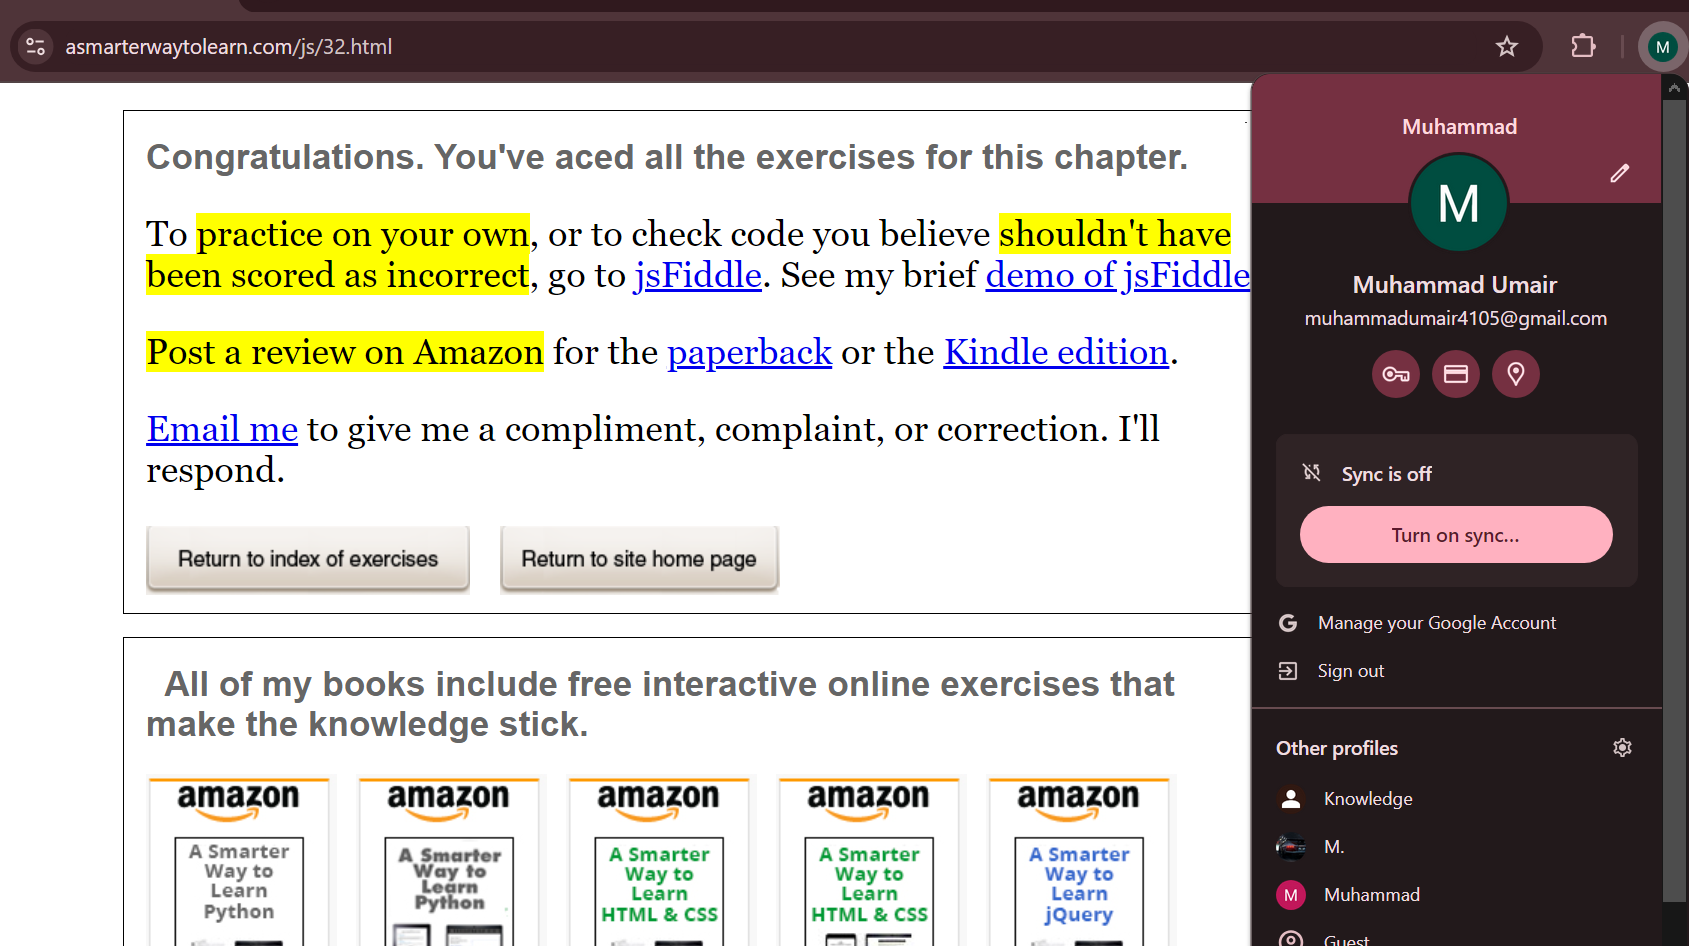 asmarterwaytolearn.com/js/32.html
M
Congratulations. You've aced all the exercises for this chapter.
To practice on your own, or to check code you believe shouldn't have
been scored as incorrect, go to jsFiddle. See my brief demo of jsFiddle
Post a review on Amazon for the paperback or the Kindle edition.
Email me to give me a compliment, complaint, or correction. I'll
respond.
Return to index of exercises
Return to site home page
All of my books include free interactive online exercises that
make the knowledge stick.
amazon
A Smarter
Way to
Learn
Python
amazon
A Smarter
Way to
Learn
Python
amazon
A Smarter
Way to
Learn
HTML & CSS
amazon
A Smarter
Way to
Learn
HTML & CSS
amazon
A Smarter
Way to
Learn
jQuery
Muhammad
M
Muhammad Umair
muhammadumair4105@gmail.com
Sync is off
Turn on sync...
G Manage your Google Account
Sign out
Other profiles
Knowledge
M.
M Muhammad
Guest